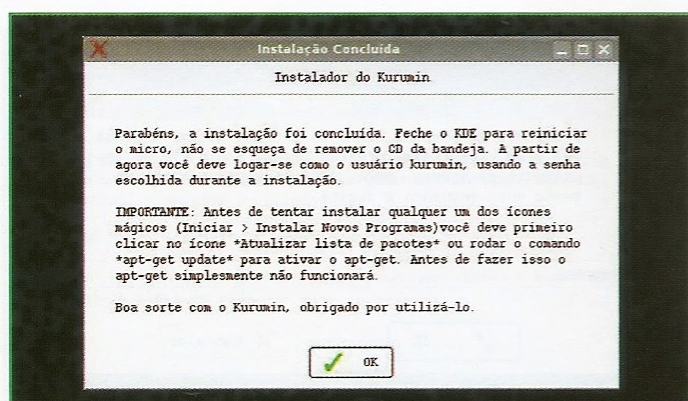 Instalação Concluída
Instalador do Kurumin
Parabéns, a instalação foi concluída. Feche o KDE para reiniciar
o micro, não se esqueça de remover o CD da bandeja. A partir de
agora você deve logar-se como o usuário kurumin, usando a senha
escolhida durante a instalação.
IMPORTANTE: Antes de tentar instalar qualquer um dos ícones
mágicos (Iniciar > Instalar Novos Programas)você deve primeiro
clicar no ícone *Atualizar lista de pacotes* ou rodar o comando
*apt-get update* para ativar o apt-get. Antes de fazer isso o
apt-get simplesmente não funcionará.
Boa sorte com o Kurumin, obrigado por utilizá-lo.
OK